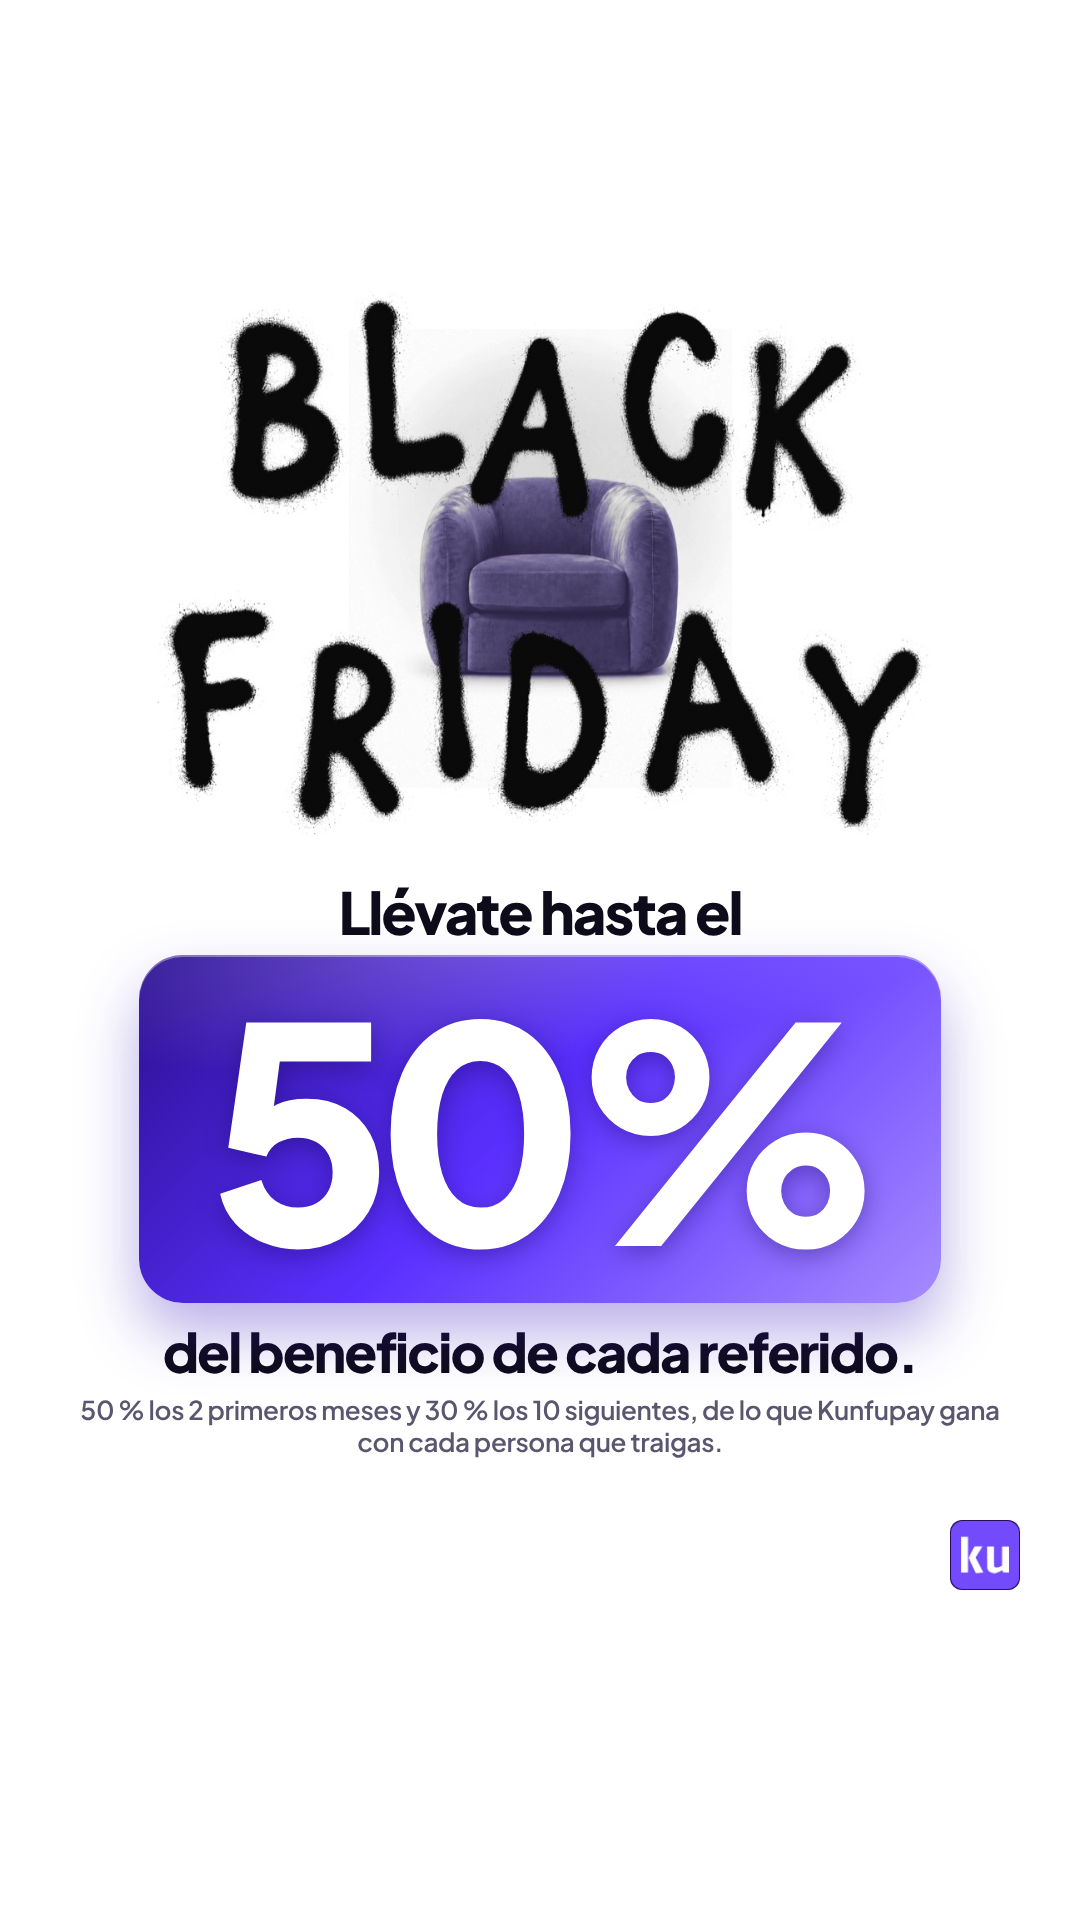 BLACK
FRIDAY
Llévate hasta el
50%
del beneficio de cada referido.
50 % los 2 primeros meses y 30 % los 10 siguientes, de lo que Kunfupay gana
con cada persona que traigas.
ku